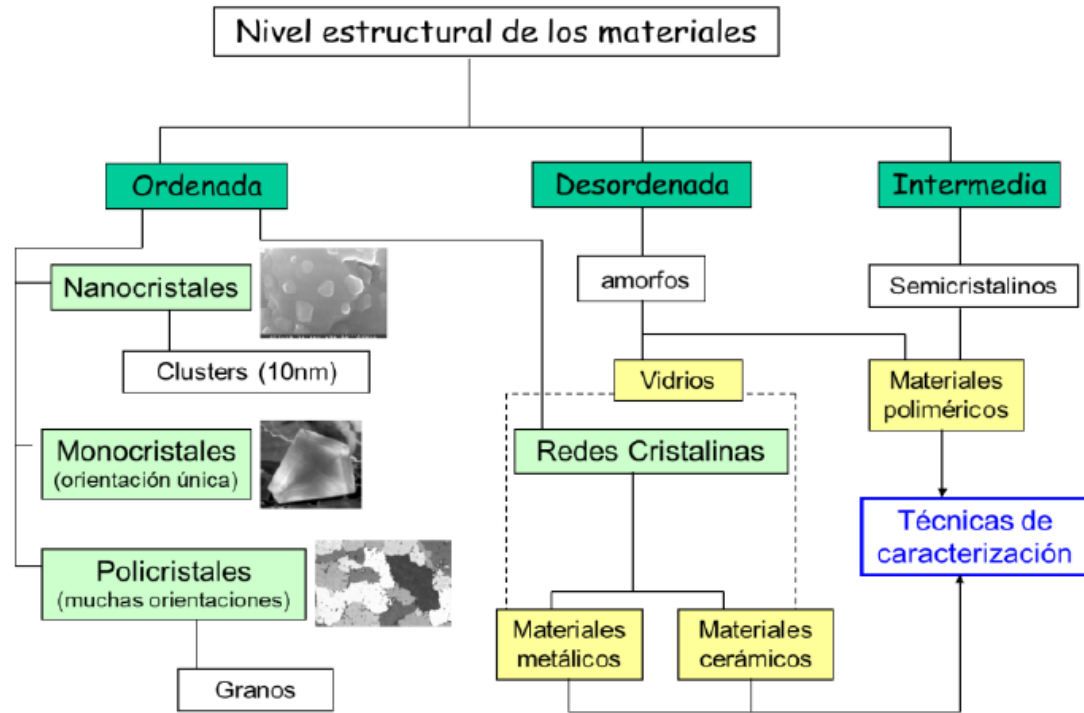 Nivel estructural de los materiales
Ordenada
Desordenada
Intermedia
Nanocristales
amorfos
Semicristalinos
Clusters (10nm)
Vidrios
Materiales
poliméricos
Monocristales
(orientación única)
Redes Cristalinas
Técnicas de
caracterización
Policristales
(muchas orientaciones)
Materiales
metálicos
Materiales
cerámicos
Granos